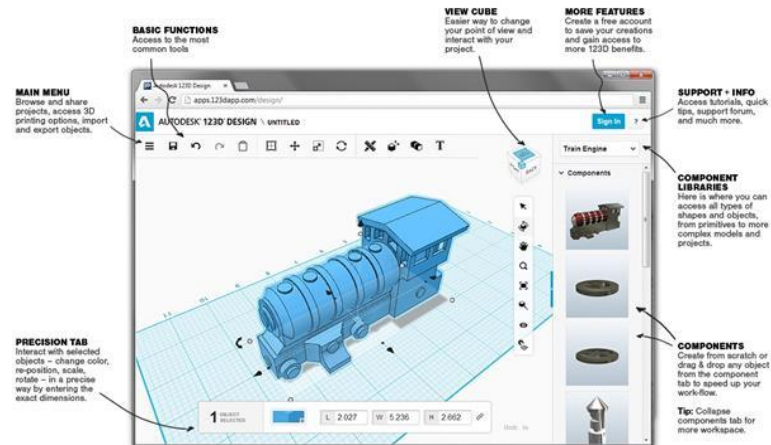 VIEW CUBE
Easier way to change
your point of view and
interact with your
project.
MORE FEATURES
Create a free account
to save your creations
and gain access to
more 123D benefits.
BASIC FUNCTIONS
Access to the most
common tools
MAIN MENU
Browse and share
projects, access 3D
printing options, import
and export objects.
SUPPORT + INFO
Access tutorials, quick
tips, support forum,
and much more.
Autodesk 123D Design
apps.123dapp.com/design/
AUTODESK® 123D® DESIGN \ UNTITLED
Sign In
?
T
BACK
Train Engine
Components
COMPONENT
LIBRARIES
Here is where you can
access all types of
shapes and objects,
from primitives to more
complex models and
projects.
PRECISION TAB
Interact with selected
objects – change color,
re-position, scale,
rotate – in a precise
way by entering the
exact dimensions.
COMPONENTS
Create from scratch or
drag & drop any object
from the component
tab to speed up your
work-flow.
Tip: Collapse
components tab for
more workspace.
1 OBJECT
SELECTED
L 2.027 W 5.236 H 2.662